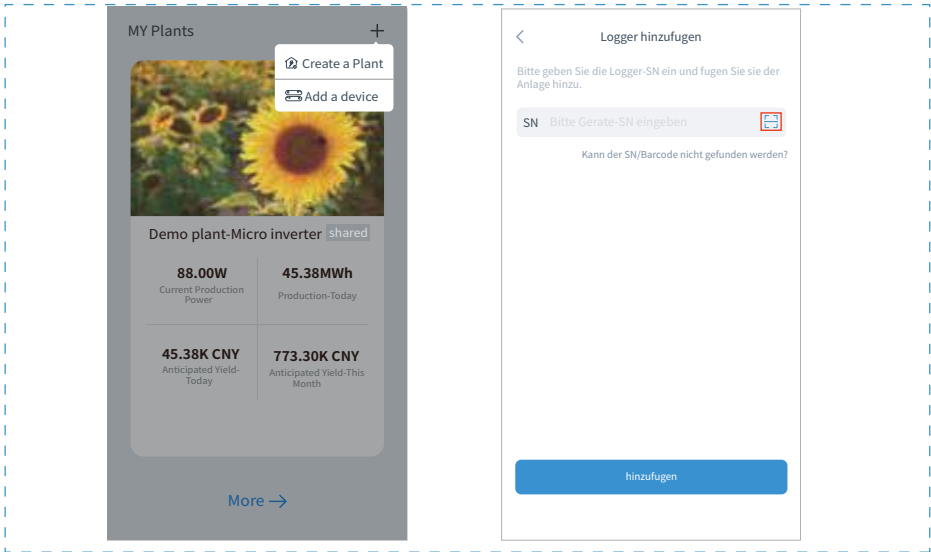 MY Plants
Create a Plant
Add a device
Demo plant-Micro inverter shared
88.00W
Current Production
Power
45.38MWh
Production-Today
45.38K CNY
Anticipated Yield-
Today
773.30K CNY
Anticipated Yield-This
Month
More
Logger hinzufugen
Bitte geben Sie die Logger-SN ein und fugen Sie sie der
Anlage hinzu.
SN Bitte Gerate-SN eingeben
Kann der SN/Barcode nicht gefunden werden?
hinzufugen